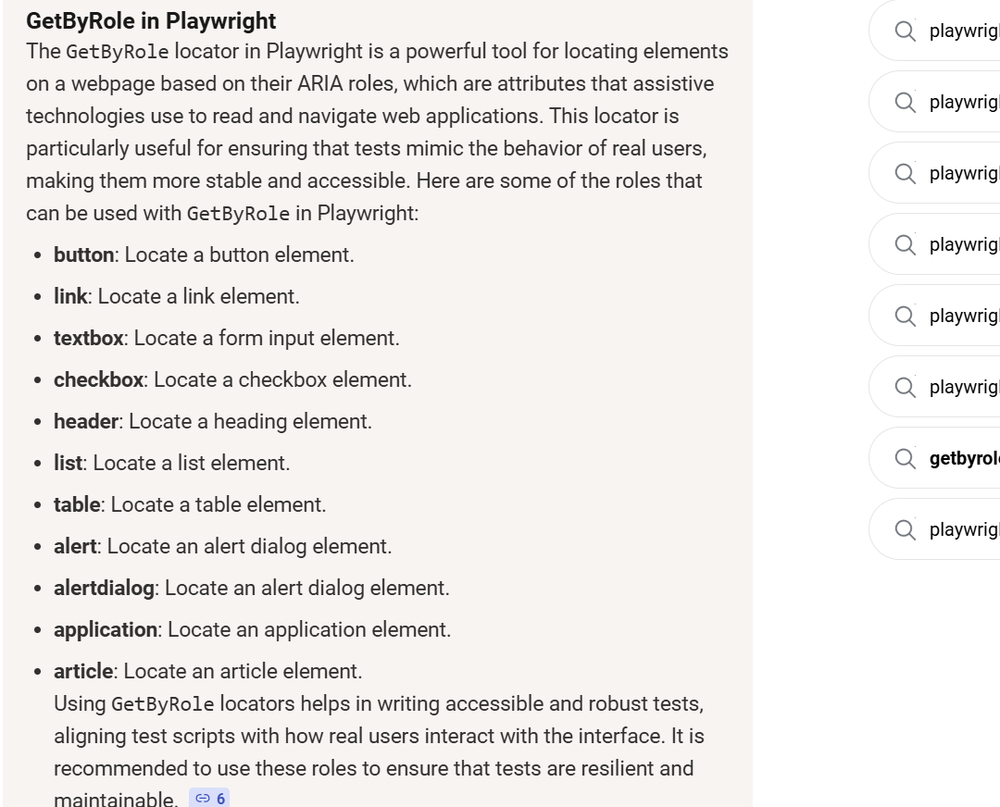 GetByRole in Playwright
The GetByRole locator in Playwright is a powerful tool for locating elements
on a webpage based on their ARIA roles, which are attributes that assistive
technologies use to read and navigate web applications. This locator is
particularly useful for ensuring that tests mimic the behavior of real users,
making them more stable and accessible. Here are some of the roles that
can be used with GetByRole in Playwright:
• button: Locate a button element.
• link: Locate a link element.
• textbox: Locate a form input element.
• checkbox: Locate a checkbox element.
• header: Locate a heading element.
• list: Locate a list element.
• table: Locate a table element.
• alert: Locate an alert dialog element.
• alertdialog: Locate an alert dialog element.
• application: Locate an application element.
• article: Locate an article element.
Using GetByRole locators helps in writing accessible and robust tests,
aligning test scripts with how real users interact with the interface. It is
recommended to use these roles to ensure that tests are resilient and
maintainable. 6
playwrig
playwrig
playwrig
playwrig
playwrig
playwrig
getbyrol
playwrig